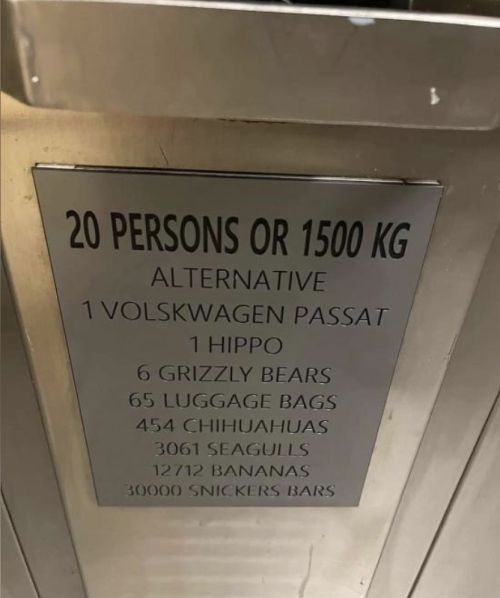 20 PERSONS OR 1500 KG
ALTERNATIVE
1 VOLSKWAGEN PASSAT
1 HIPPO
6 GRIZZLY BEARS
65 LUGGAGE BAGS
454 CHIHUAHUAS
3061 SEAGULLS
12712 BANANAS
30000 SNICKERS BARS